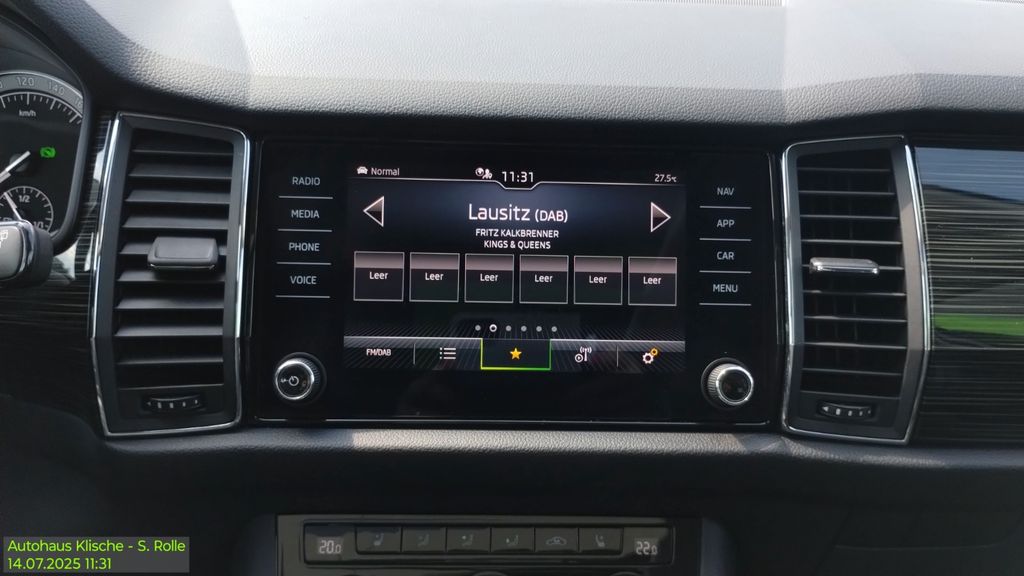 120
140
km/h
1/2
RADIO
MEDIA
PHONE
VOICE
Normal
11:31
27.5°C
Lausitz (DAB)
FRITZ KALKBRENNER
KINGS & QUEENS
Leer Leer Leer Leer Leer Leer
FM/DAB
NAV
APP
CAR
MENU
20.0
22.0
Autohaus Klische - S. Rolle
14.07.2025 11:31